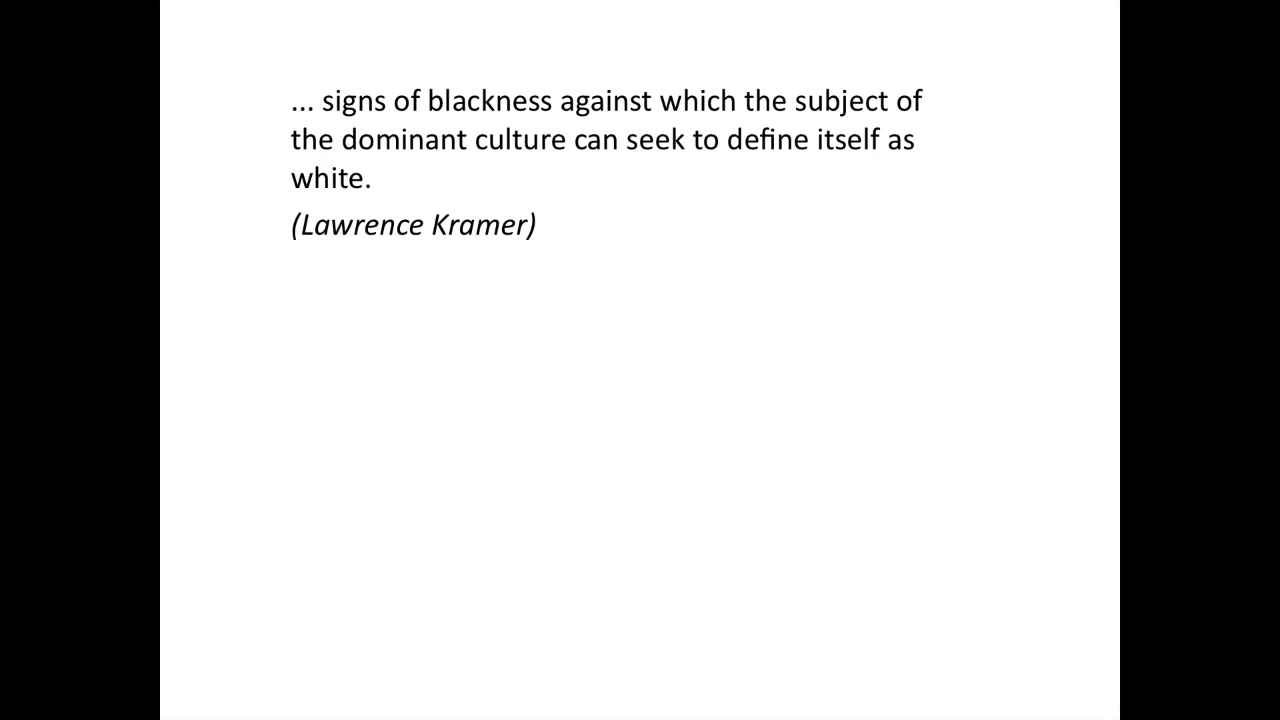 ... signs of blackness against which the subject of
the dominant culture can seek to define itself as
white.
(Lawrence Kramer)